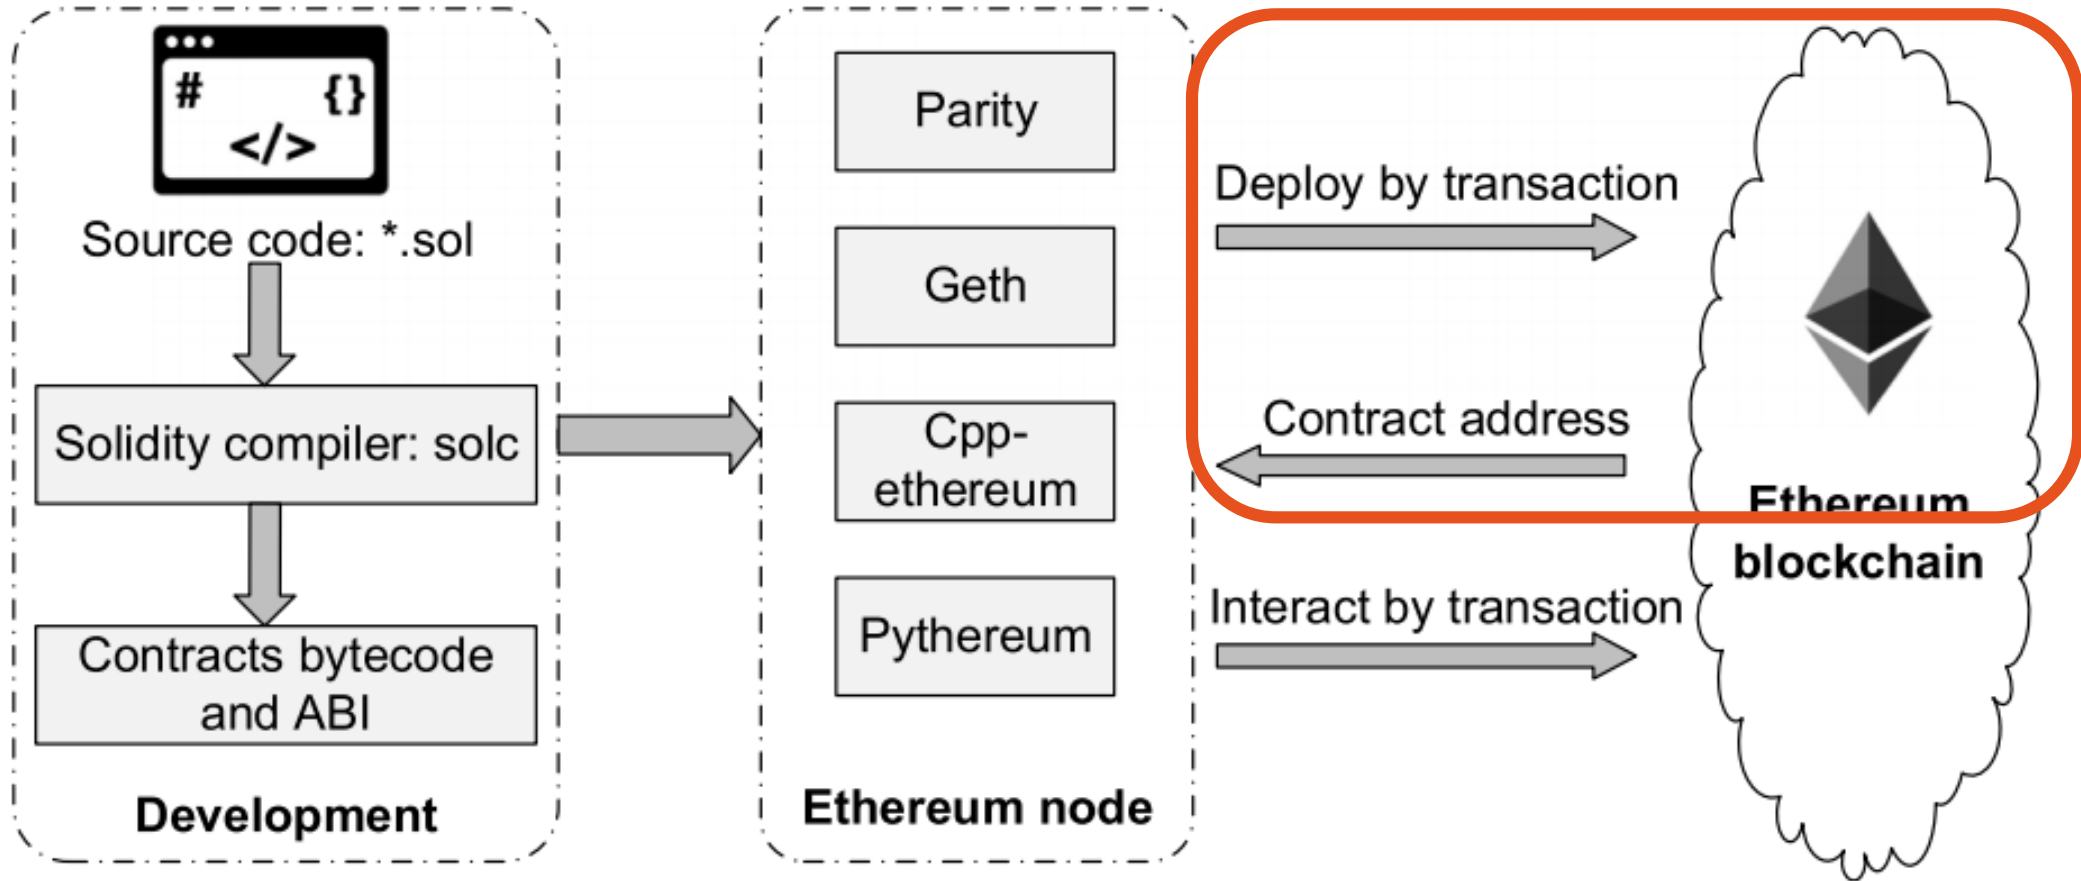 # {}
</>
Source code: *.sol
Solidity compiler: solc
Contracts bytecode
and ABI
Development
Parity
Geth
Cpp-
ethereum
Pythereum
Ethereum node
Deploy by transaction
Contract address
Interact by transaction
Ethereum
blockchain